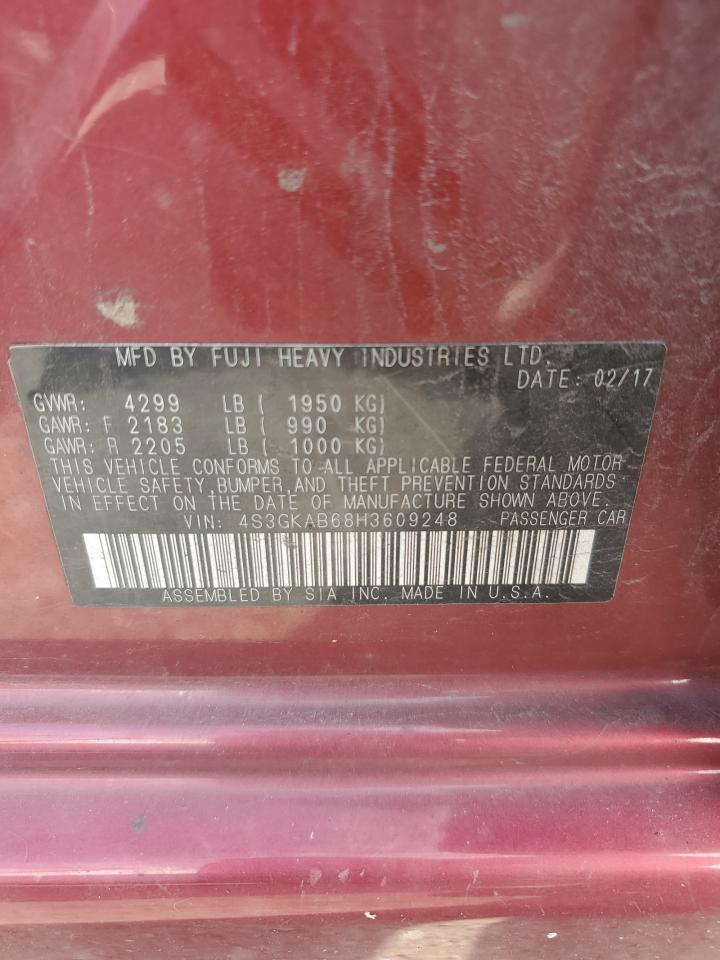 MFD BY FUJI HEAVY INDUSTRIES LTD.
DATE: 02/17
GVWR: 4299 LB ( 1950 KG)
GAWR: F 2183 LB ( 990 KG)
GAWR: R 2205 LB ( 1000 KG)
THIS VEHICLE CONFORMS TO ALL APPLICABLE FEDERAL MOTOR
VEHICLE SAFETY,BUMPER,AND THEFT PREVENTION STANDARDS
IN EFFECT ON THE DATE OF MANUFACTURE SHOWN ABOVE.
VIN: 4S3GKAB68H3609248 PASSENGER CAR
ASSEMBLED BY SIA INC. MADE IN U.S.A.